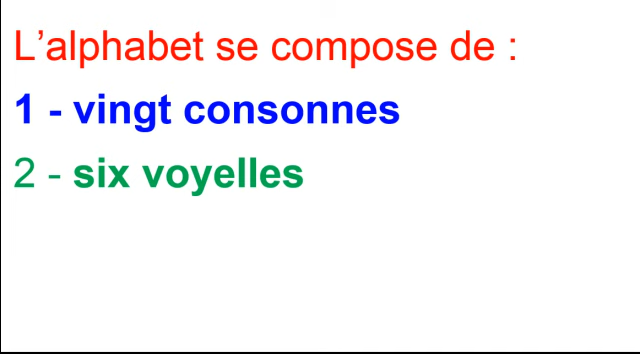 L’alphabet se compose de :
1 - vingt consonnes
2 - six voyelles